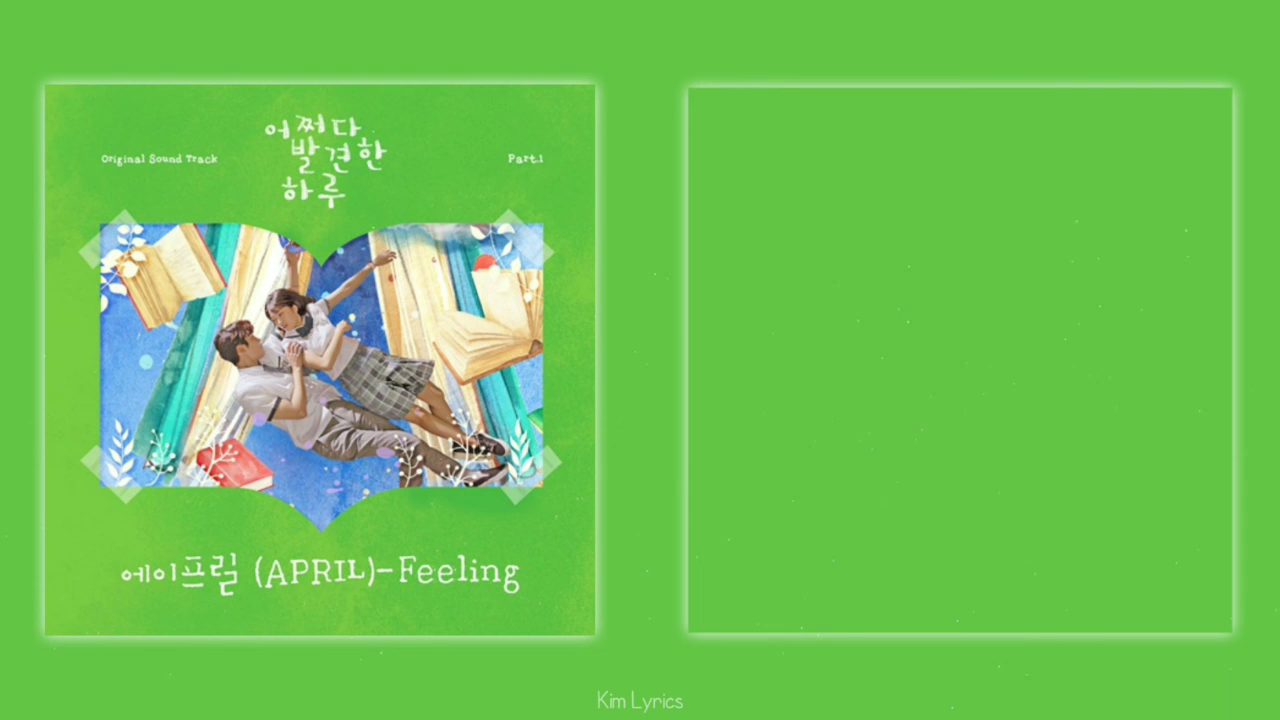 어쩌다
발견한
하루
Original Sound Track
Part.1
에이프릴 (APRIL)-Feeling
Kim Lyrics